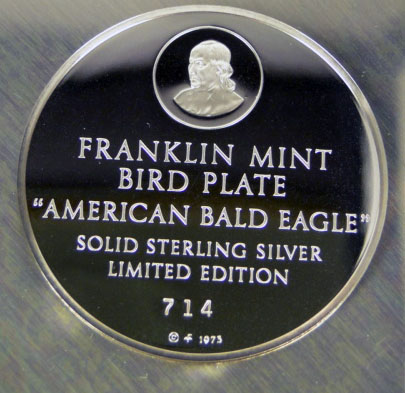 FRANKLIN MINT
BIRD PLATE
"AMERICAN BALD EAGLE"
SOLID STERLING SILVER
LIMITED EDITION
714
© 1973